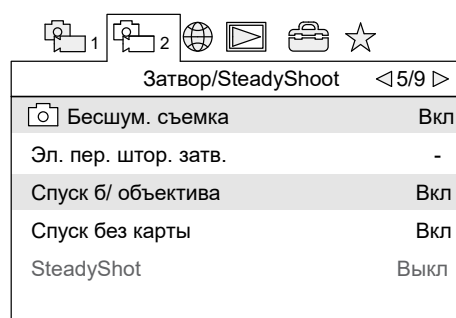 1 2
Затвор/SteadyShoot 5/9
Бесшум. съемка Вкл
Эл. пер. штор. затв. -
Спуск б/ объектива Вкл
Спуск без карты Вкл
SteadyShot Выкл